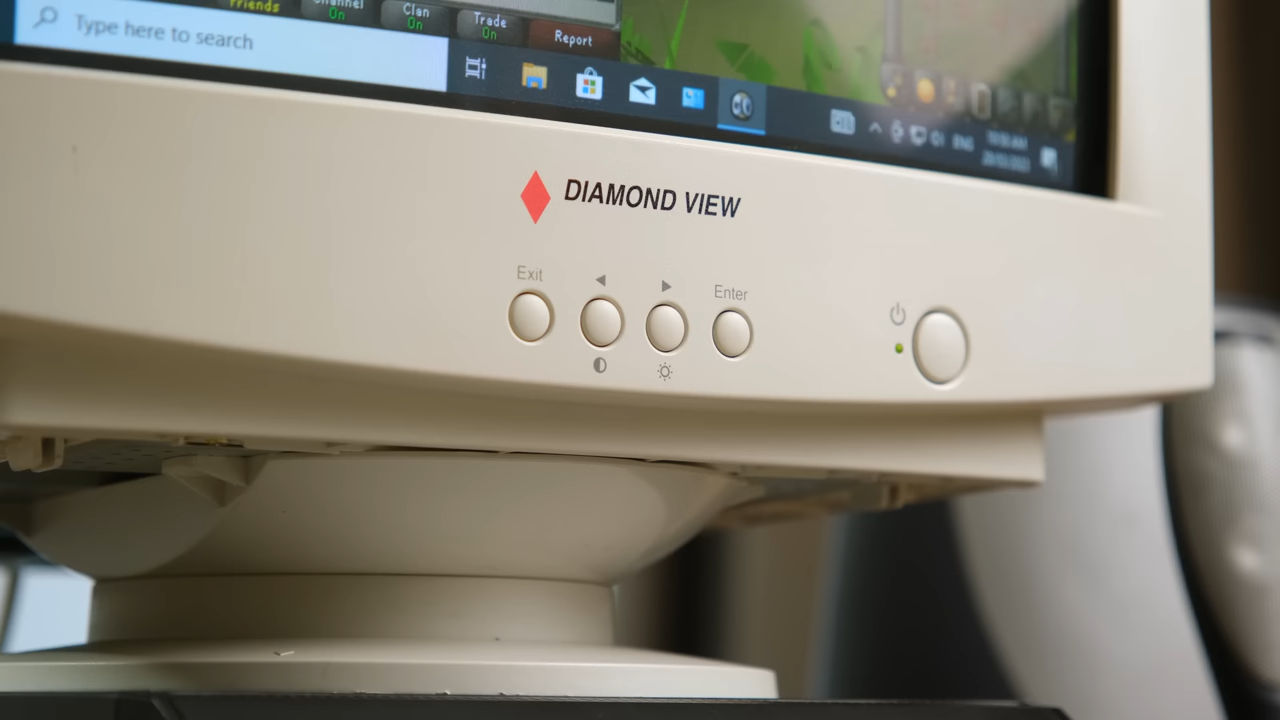 Friends
Channel
On
Clan
On
Trade
On
Report
Type here to search
ENG
DIAMOND VIEW
Exit
Enter